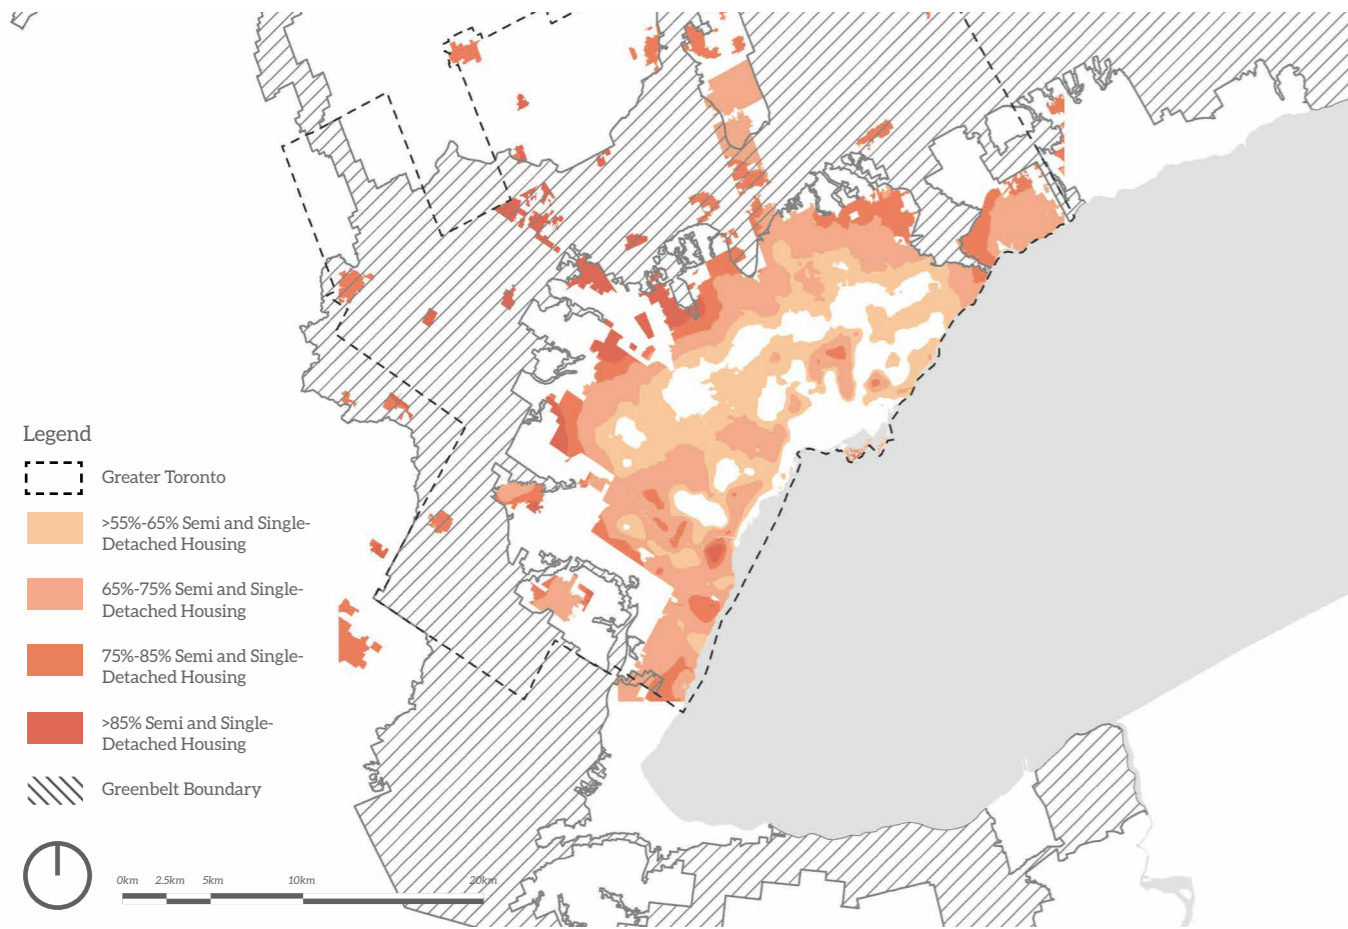 Legend
Greater Toronto
>55%-65% Semi and Single-
Detached Housing
65%-75% Semi and Single-
Detached Housing
75%-85% Semi and Single-
Detached Housing
>85% Semi and Single-
Detached Housing
Greenbelt Boundary
0km 2.5km 5km 10km 20km